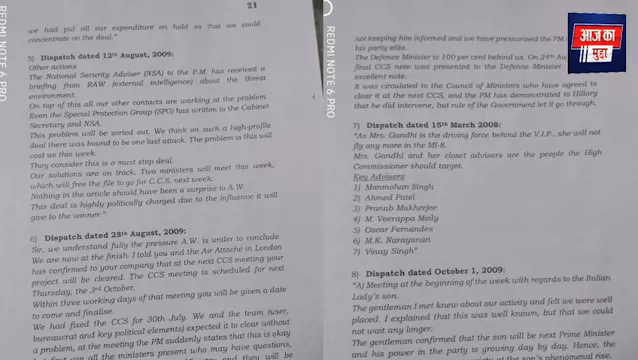 21
we had put all our expenditure on hold so that we could
concentrate on the deal."
5) Dispatch dated 12th August, 2009:
Other actions
The National Security Adviser (NSA) to the P.M. has received a
briefing from RAW (external intelligence) about the threat
environment.
On top of this all our other contacts are working at the problem.
Even the Special Protection Group (SPG) has written to the Cabinet
Secretary and NSA.
This problem will be sorted out. We think on such a high-profile
deal there was bound to be one last attack. The problem is this will
cost us this week.
They consider this is a must stop deal.
Our solutions are on track. Two ministers will meet this week,
which will free the file to go for C.C.S. next week.
Nothing in the article should have been a surprise to A.W.
This deal is highly politically charged due to the influence it will
give to the winner."
6) Dispatch dated 28th August, 2009:
Sir, we understand fully the pressure A.W. is under to conclude.
We are now at the finish. I told you and the Air Attaché in London
has confirmed to your company that at the next CCS meeting your
project will be cleared. The CCS meeting is scheduled for next
Thursday, the 3rd October.
Within three working days of that meeting you will be given a date
to come and finalise.
We had fixed the CCS for 30th July. We and the team (user,
bureaucrat and key political elements) expected it to clear without
a problem, at the meeting the PM suddenly states that this is okay
all the ministers present who may have questions,
and they will be
REDMI NOTE 6 PRO
not keeping him informed and we have pressurised the PM
his party elite.
The Defence Minister is 100 per cent behind us. On 24th Au
final CCS note was presented to the Defence Minister.
excellent note.
It was circulated to the Council of Ministers who have agreed to
clear it at the next CCS, and the PM has demonstrated to Hillary
that he did intervene, but rule of the Government let it go through.
7) Dispatch dated 15th March 2008:
"As Mrs. Gandhi is the driving force behind the V.I.P., she will not
fly any more in the MI-8.
Mrs. Gandhi and her closet advisers are the people the High
Commissioner should target.
Key Advisers
1) Manmohan Singh
2) Ahmed Patel
3) Pranab Mukherjee
4) M. Veerappa Moily
5) Oscar Fernandes
6) M.K. Narayanan
7) Vinay Singh"
8) Dispatch dated October 1, 2009:
"A) Meeting at the beginning of the week with regards to the Italian
Lady's son.
The gentleman I met knew about our activity and felt we were well
placed. I explained that this was well known, but that we could
not wait any longer.
The gentleman confirmed that the son will be next Prime Minister
and his power in the party is growing day by day. Hence, the
at the son's phenomenal rise.
REDMI NOTE 6 PRO
आज का
मुद्दा